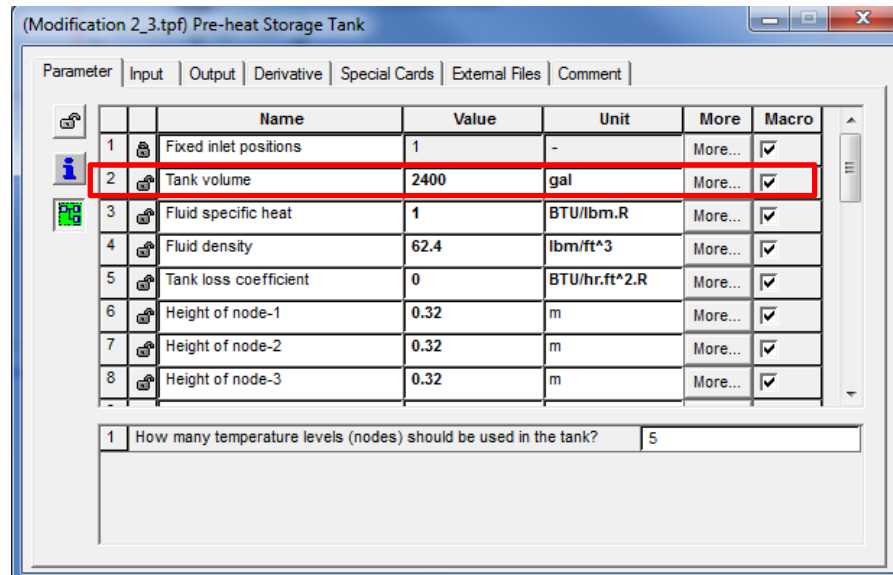 (Modification 2_3.tpf) Pre-heat Storage Tank
Parameter Input Output Derivative Special Cards External Files Comment
Name Value Unit More Macro
1 Fixed inlet positions 1 - More...
2 Tank volume 2400 gal More...
3 Fluid specific heat 1 BTU/lbm.R More...
4 Fluid density 62.4 lbm/ft^3 More...
5 Tank loss coefficient 0 BTU/hr.ft^2.R More...
6 Height of node-1 0.32 m More...
7 Height of node-2 0.32 m More...
8 Height of node-3 0.32 m More...
1 How many temperature levels (nodes) should be used in the tank? 5